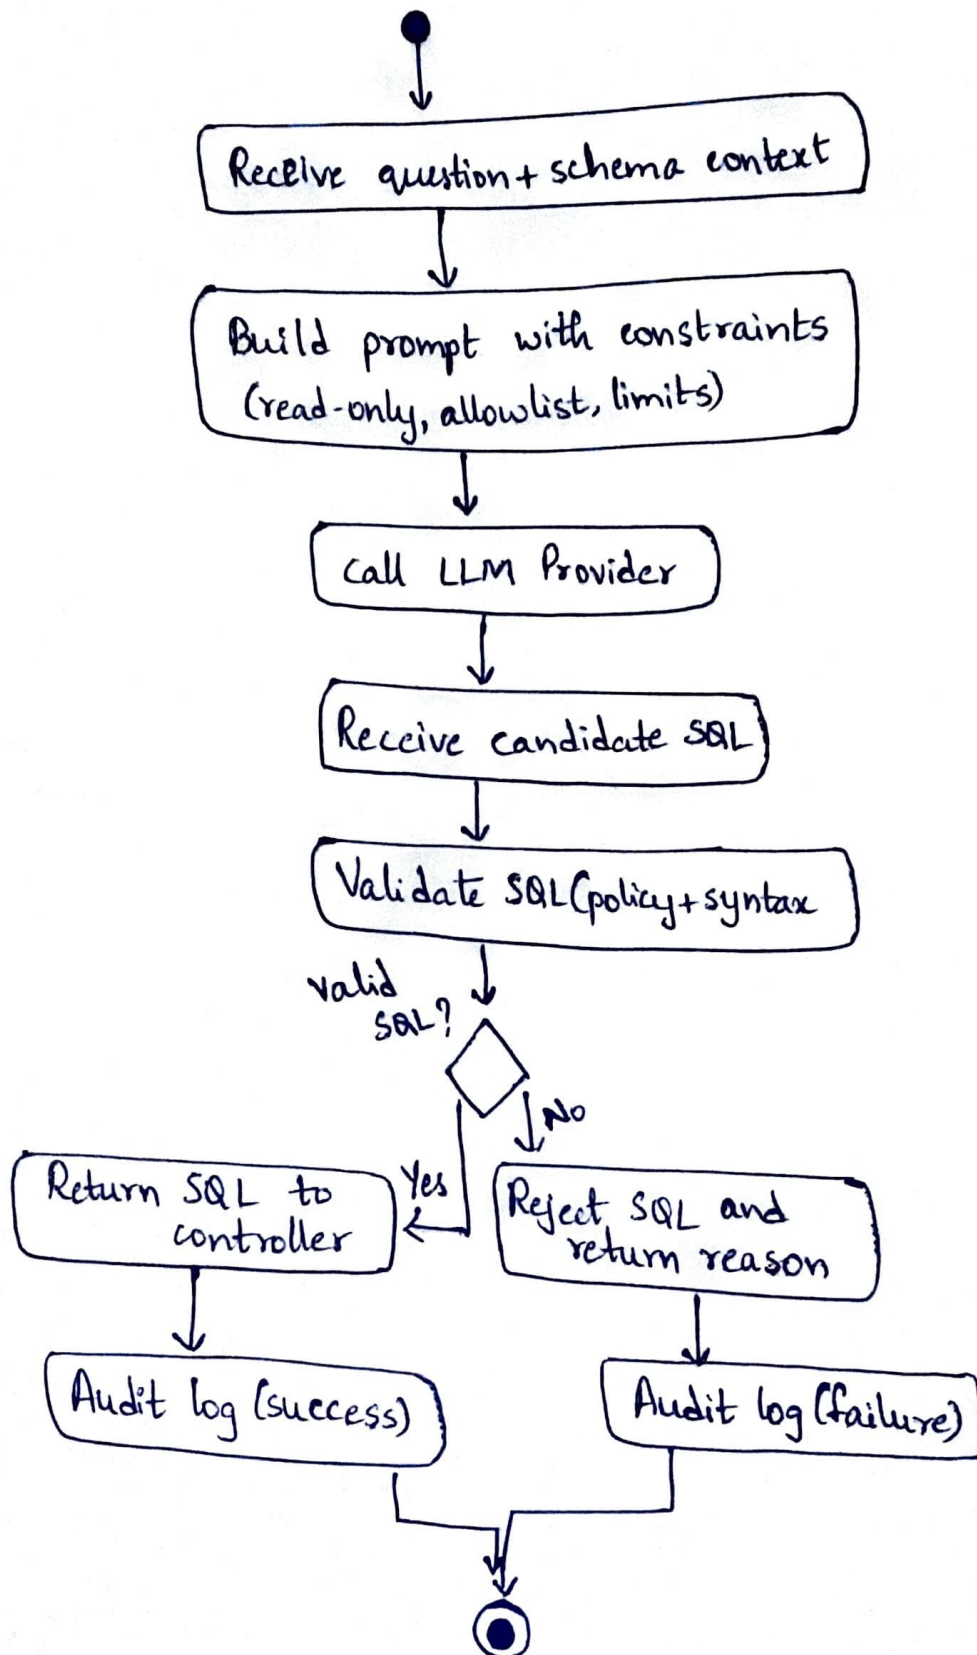 Receive question + schema context
Build prompt with constraints
(read-only, allowlist, limits)
Call LLM Provider
Receive candidate SQL
Validate SQL (policy + syntax
valid
SQL?
No
Yes
Return SQL to
controller
Reject SQL and
return reason
Audit log (success)
Audit log (failure)